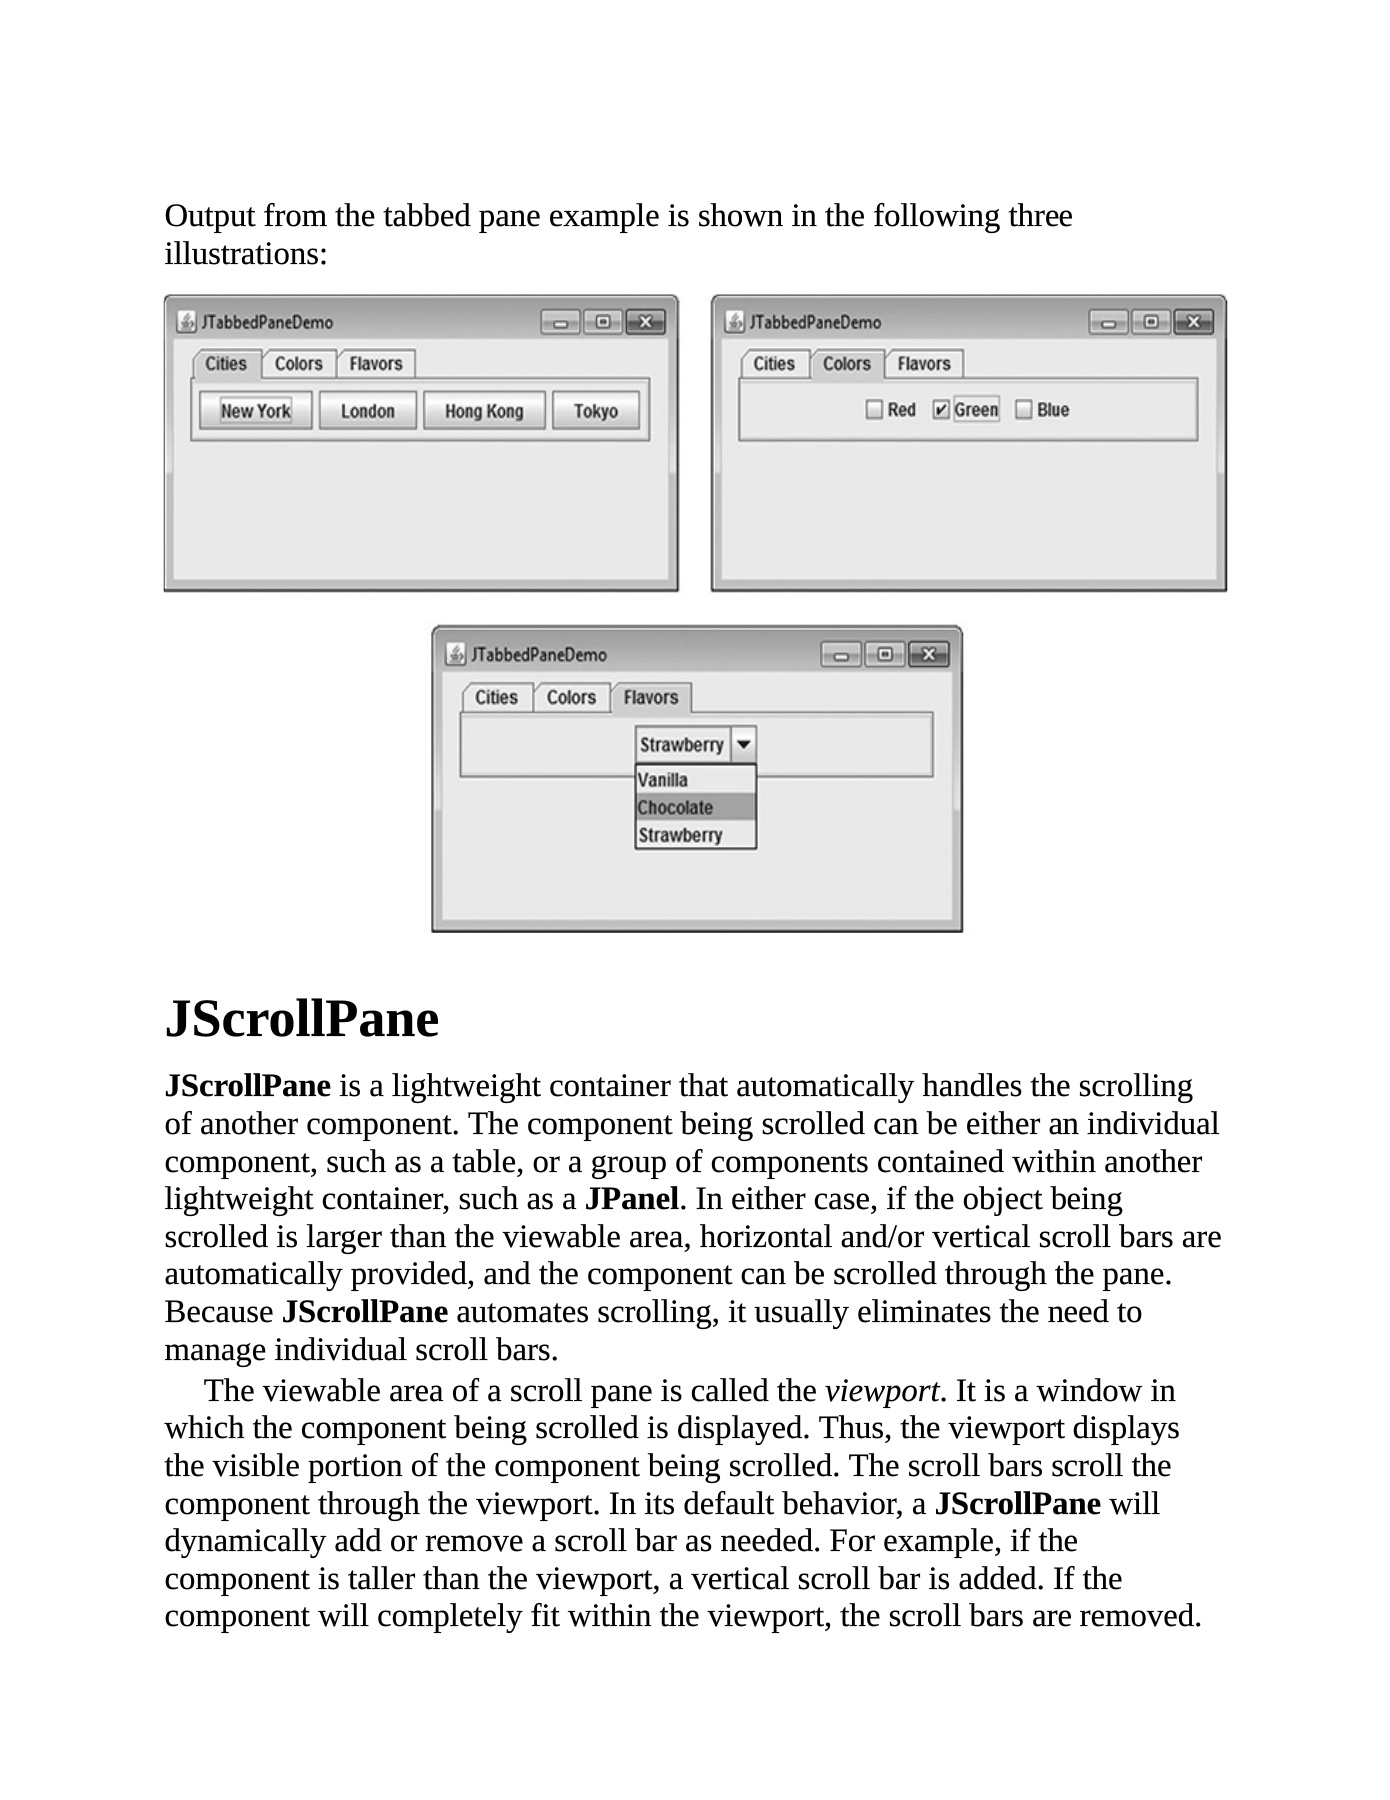 Output from the tabbed pane example is shown in the following three
illustrations:
JTabbedPaneDemo
Cities Colors Flavors
New York London Hong Kong Tokyo
JTabbedPaneDemo
Cities Colors Flavors
Red Green Blue
JTabbedPaneDemo
Cities Colors Flavors
Strawberry
Vanilla
Chocolate
Strawberry
JScrollPane
JScrollPane is a lightweight container that automatically handles the scrolling
of another component. The component being scrolled can be either an individual
component, such as a table, or a group of components contained within another
lightweight container, such as a JPanel. In either case, if the object being
scrolled is larger than the viewable area, horizontal and/or vertical scroll bars are
automatically provided, and the component can be scrolled through the pane.
Because JScrollPane automates scrolling, it usually eliminates the need to
manage individual scroll bars.
The viewable area of a scroll pane is called the viewport. It is a window in
which the component being scrolled is displayed. Thus, the viewport displays
the visible portion of the component being scrolled. The scroll bars scroll the
component through the viewport. In its default behavior, a JScrollPane will
dynamically add or remove a scroll bar as needed. For example, if the
component is taller than the viewport, a vertical scroll bar is added. If the
component will completely fit within the viewport, the scroll bars are removed.